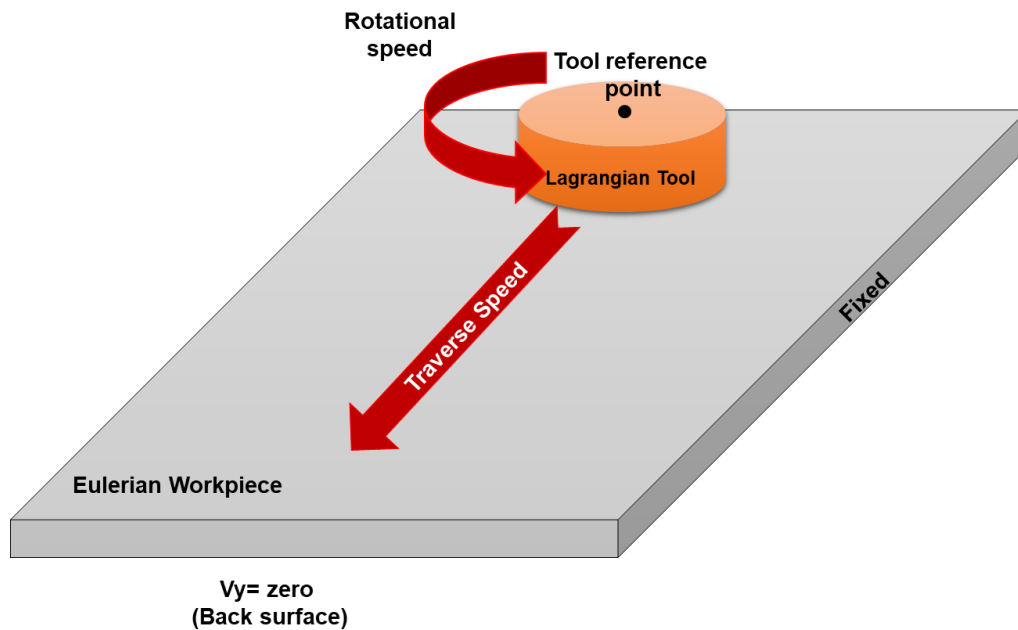 Rotational
speed
Tool reference
point
Lagrangian Tool
Traverse Speed
Fixed
Eulerian Workpiece
Vy= zero
(Back surface)